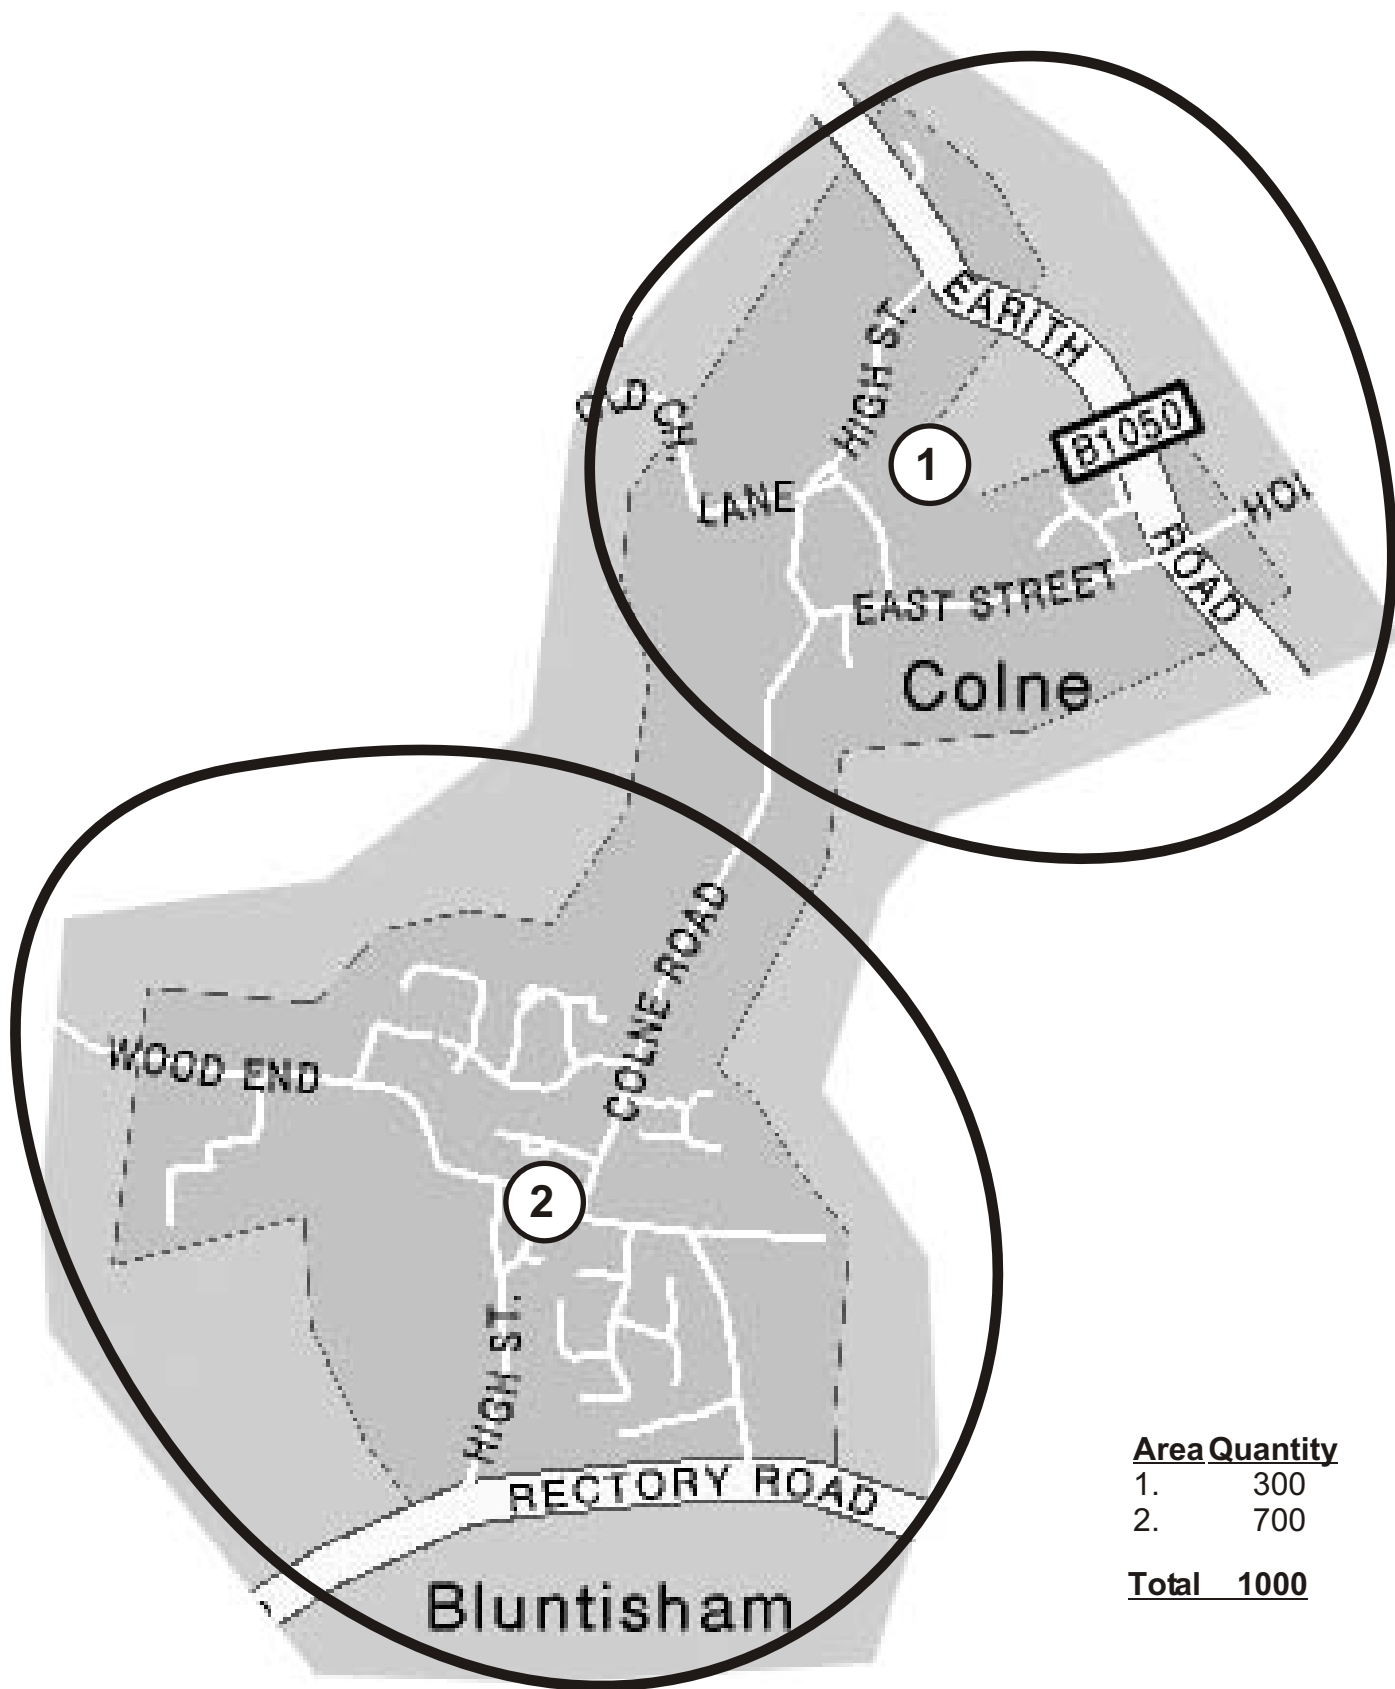 EARITH
HIGH ST.
B1050
1
LANE
HOI
ROAD
EAST STREET
Colne
COLNE ROAD
WOOD END
2
HIGH ST.
RECTORY ROAD
Bluntisham
Area Quantity
1. 300
2. 700
Total 1000